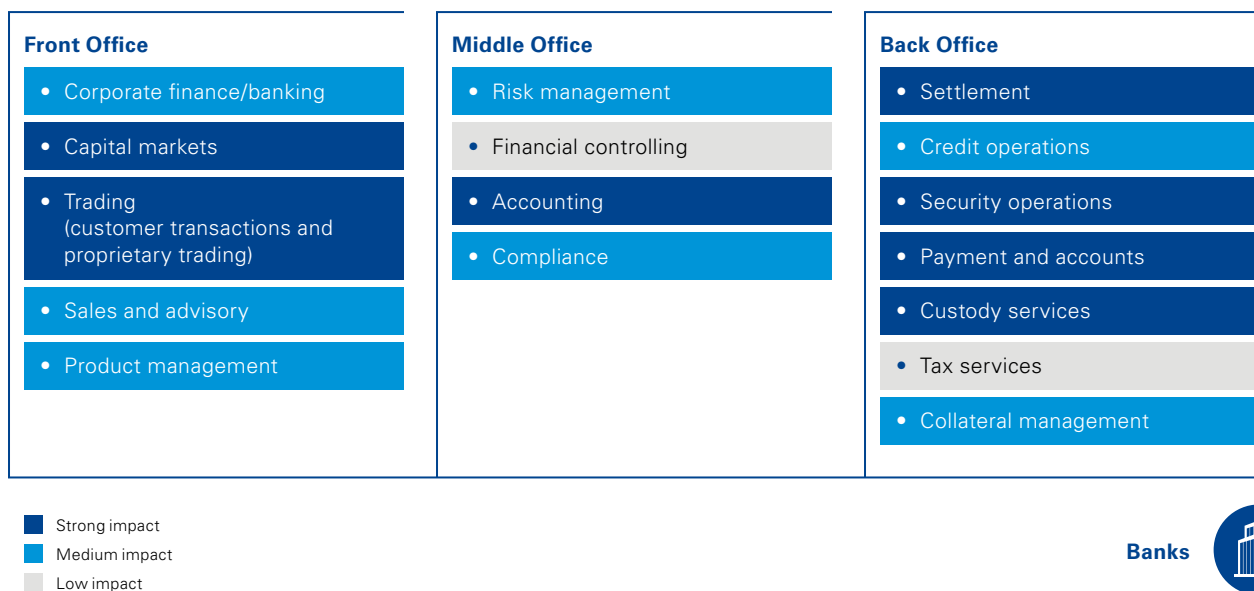 Front Office
• Corporate finance/banking
• Capital markets
• Trading
(customer transactions and
proprietary trading)
• Sales and advisory
• Product management
Middle Office
• Risk management
• Financial controlling
• Accounting
• Compliance
Back Office
• Settlement
• Credit operations
• Security operations
• Payment and accounts
• Custody services
• Tax services
• Collateral management
Strong impact
Medium impact
Low impact
Banks